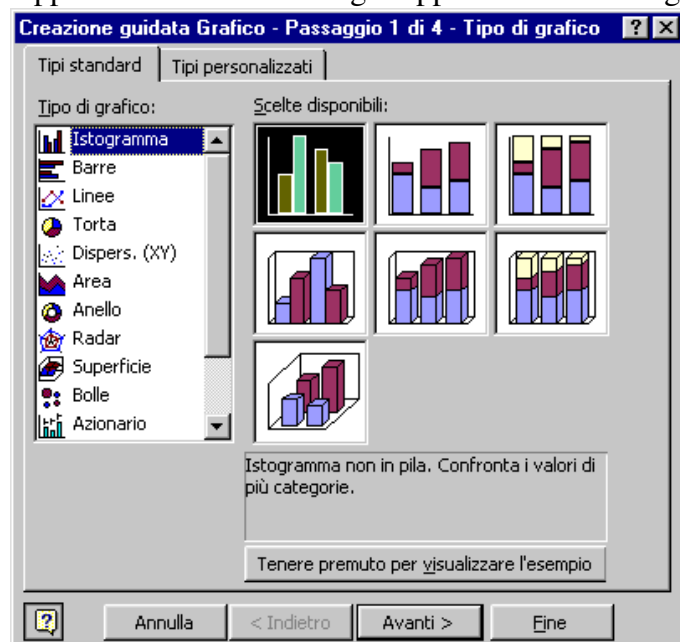 Creazione guidata Grafico - Passaggio 1 di 4 - Tipo di grafico
Tipi standard
Tipi personalizzati
Tipo di grafico:
Istogramma
Barre
Linee
Torta
Dispers. (XY)
Area
Anello
Radar
Superficie
Bolle
Azionario
Scelte disponibili:
Istogramma non in pila. Confronta i valori di
più categorie.
Tenere premuto per visualizzare l'esempio
Annulla
< Indietro
Avanti >
Fine